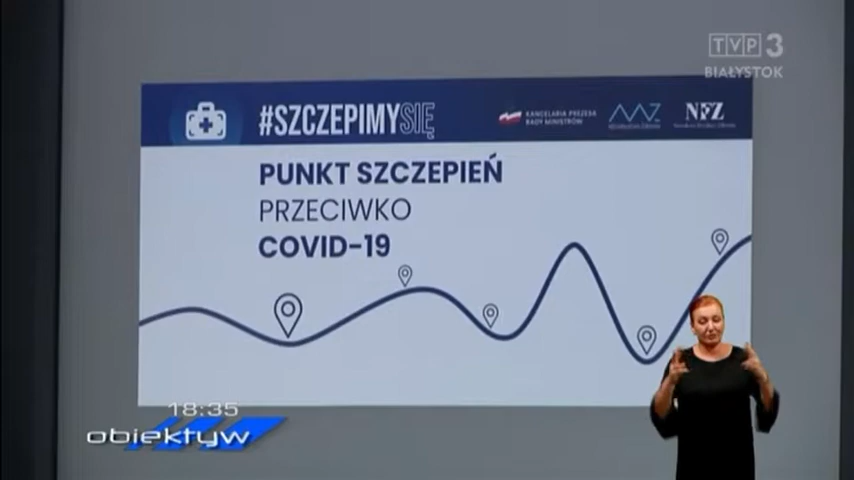 TVP3
BIAŁYSTOK
#SZCZEPIMYSIĘ
KANCELARIA PREZESA
RADY MINISTRÓW
NFZ
PUNKT SZCZEPIEŃ
PRZECIWKO
COVID-19
18:35
obiektyw